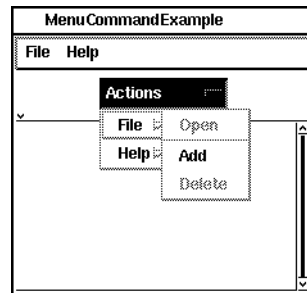 MenuCommandExample
File Help
Actions
File Open
Help Add
Delete